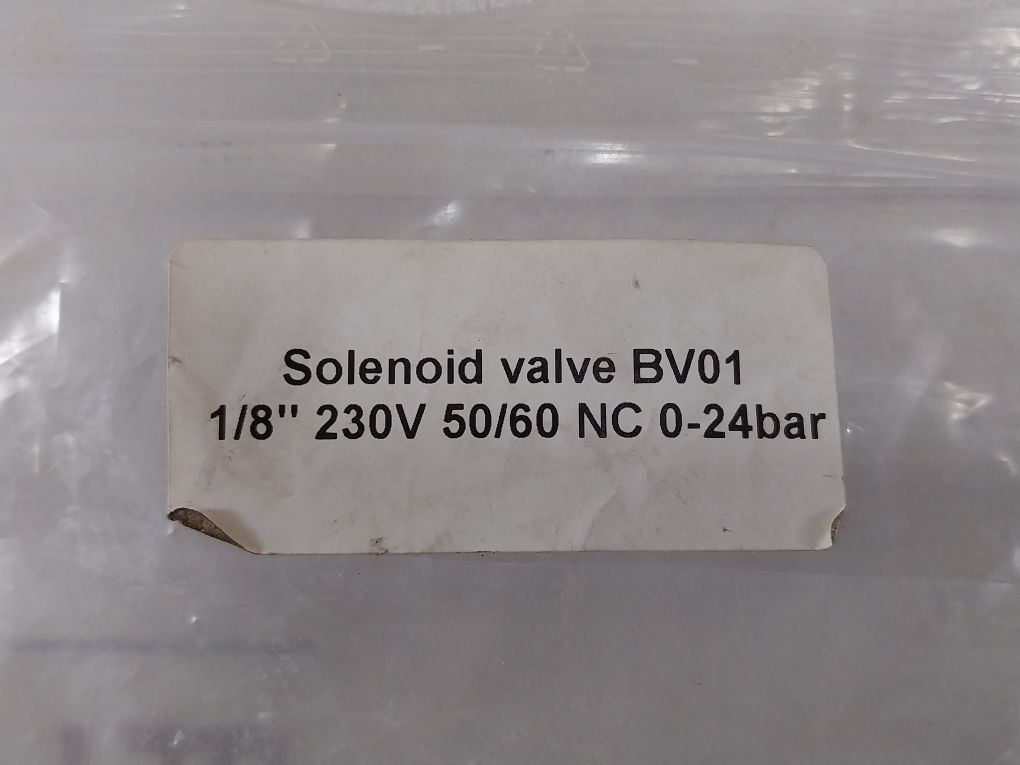 Solenoid valve BV01
1/8'' 230V 50/60 NC 0-24bar